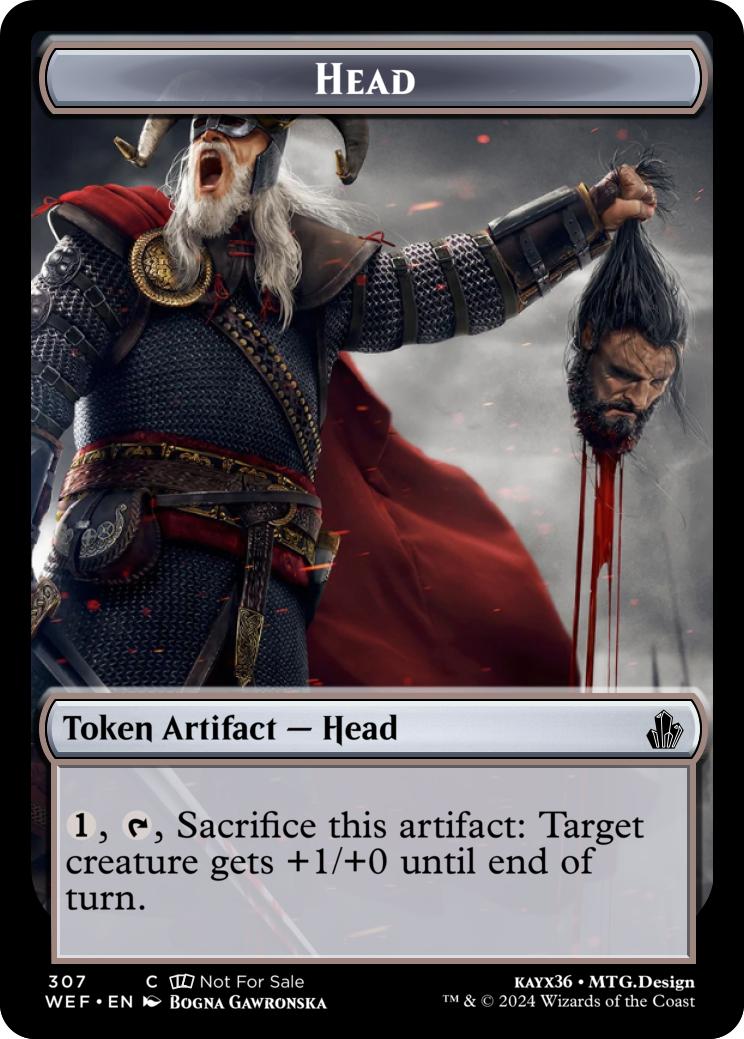 Head
Token Artifact — Head
1, , Sacrifice this artifact: Target
creature gets +1/+0 until end of
turn.
307 C Not For Sale
WEF • EN Bogna Gawronska
kayx36 • MTG.Design
™ & © 2024 Wizards of the Coast